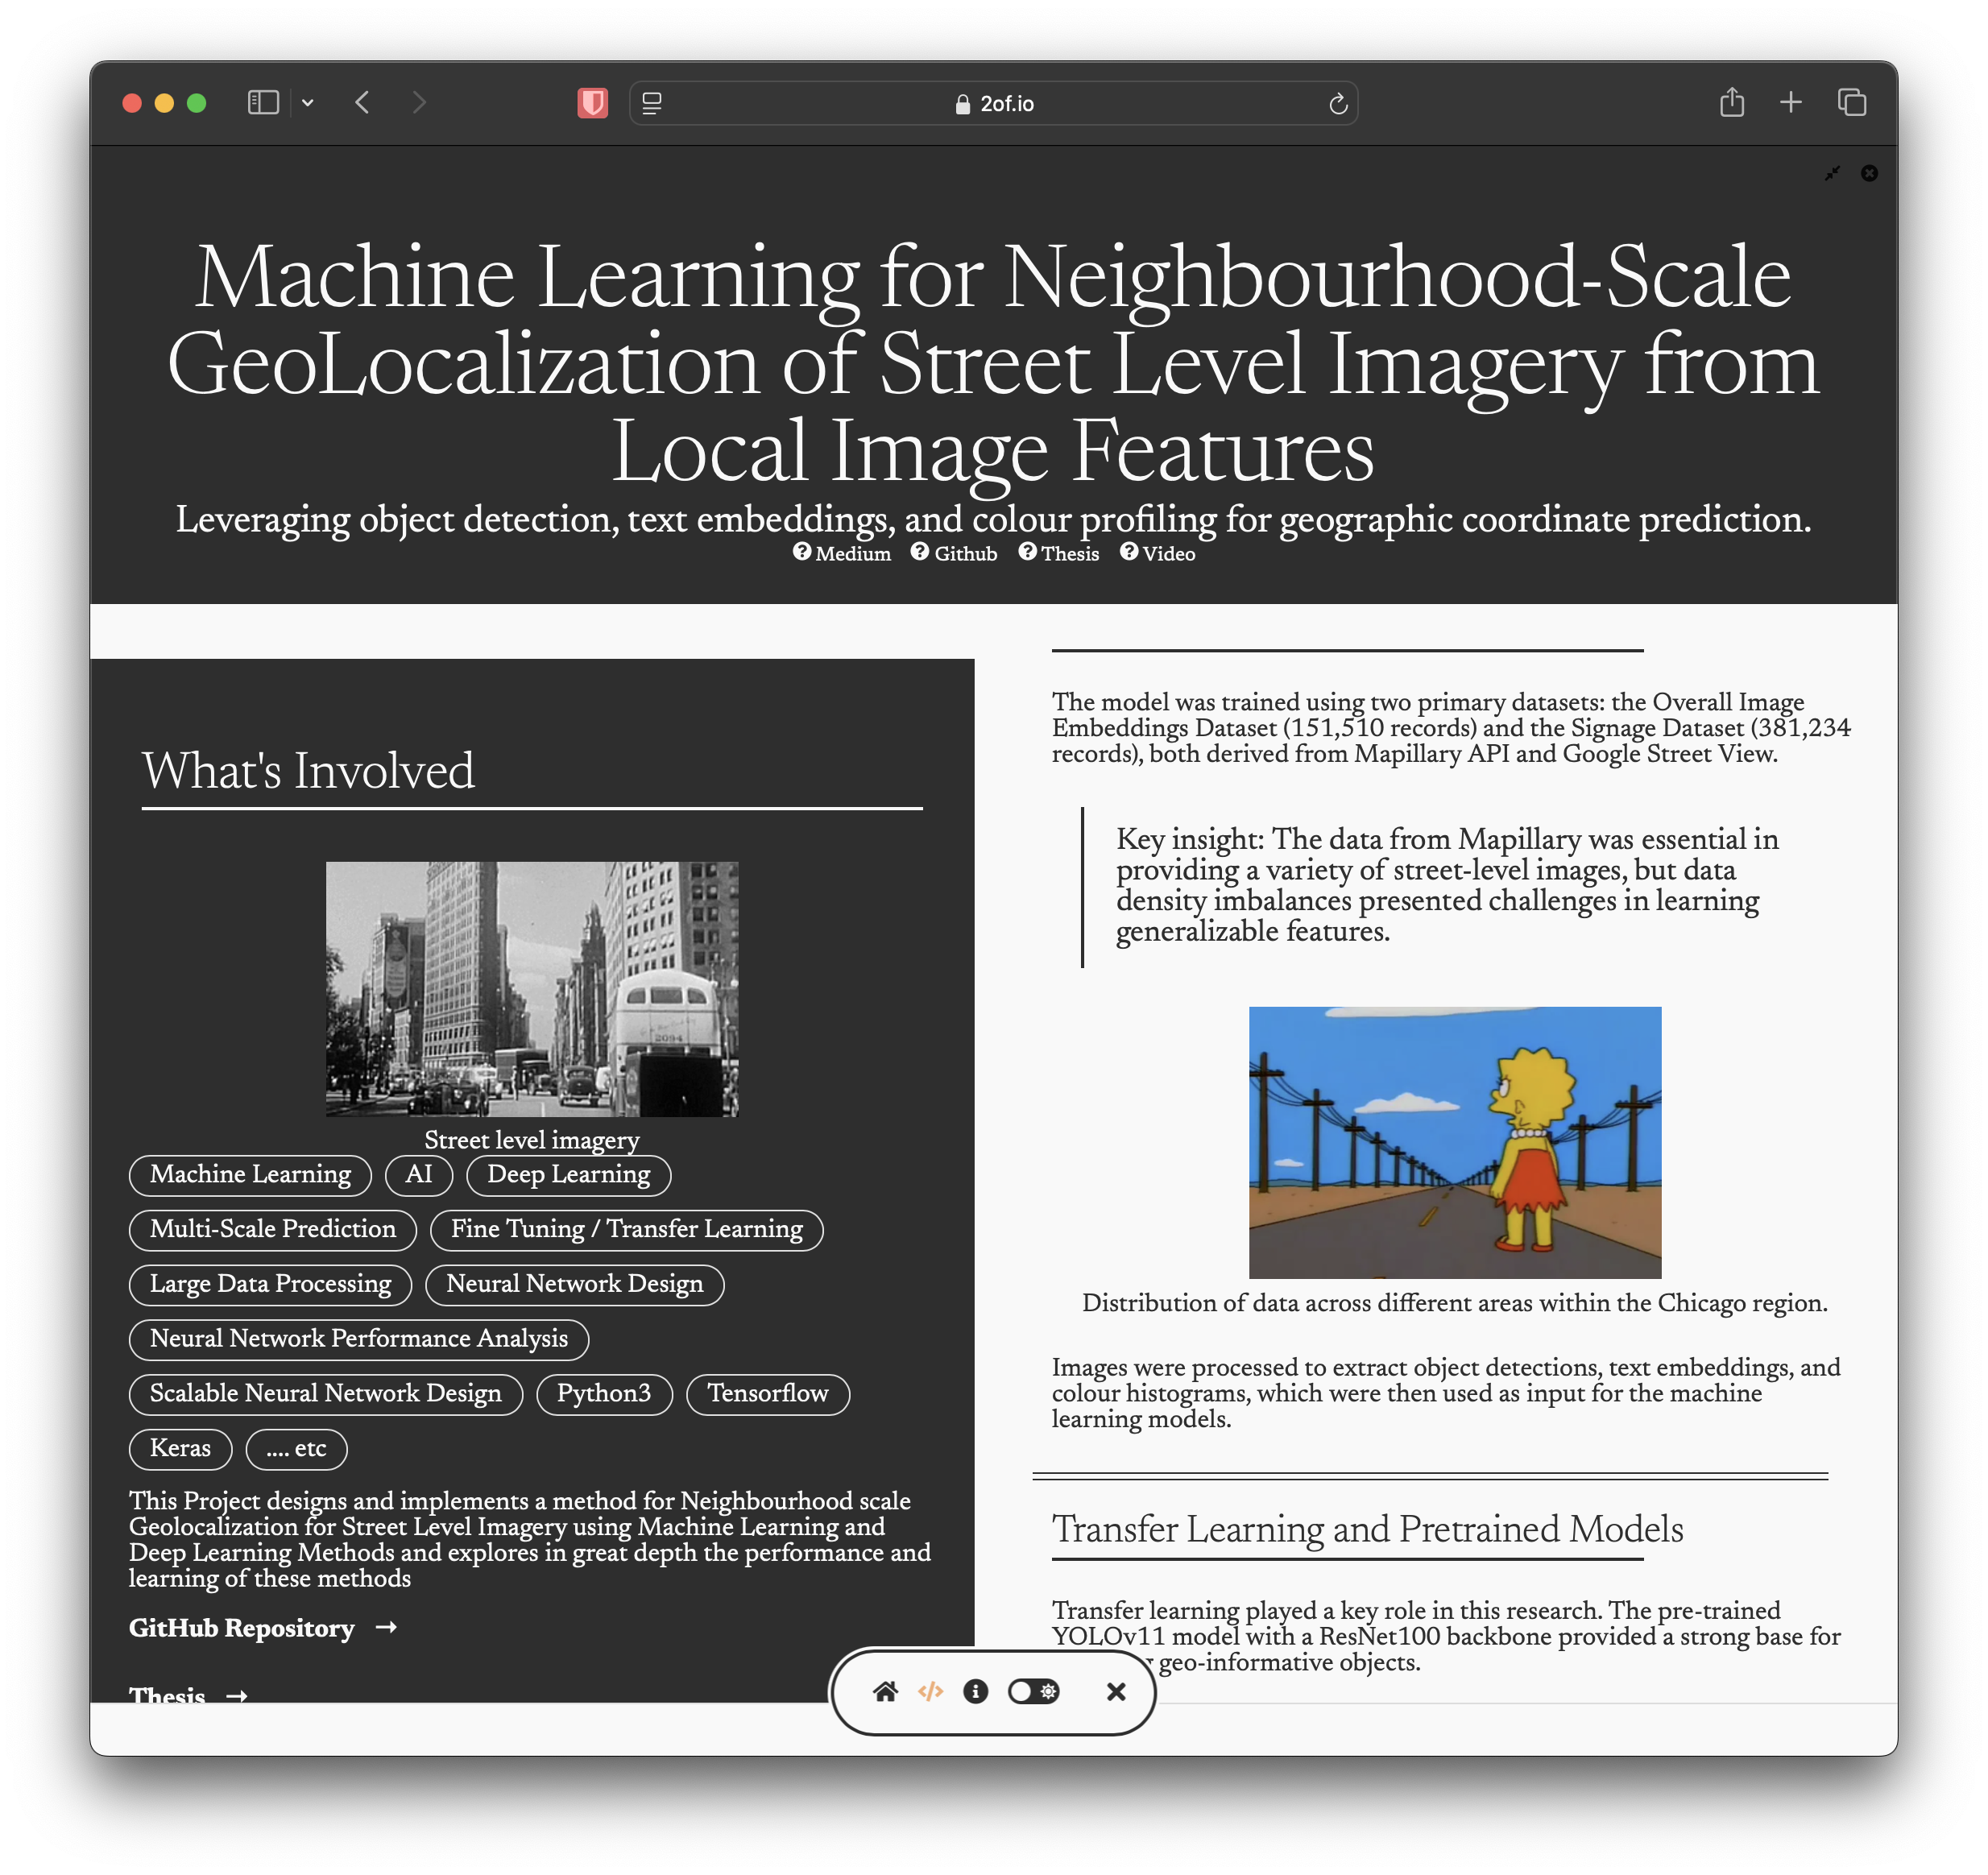 2of.io
Machine Learning for Neighbourhood-Scale
GeoLocalization of Street Level Imagery from
Local Image Features
Leveraging object detection, text embeddings, and colour profiling for geographic coordinate prediction.
Medium Github Thesis Video
What's Involved
2094
Street level imagery
Machine Learning AI Deep Learning
Multi-Scale Prediction Fine Tuning / Transfer Learning
Large Data Processing Neural Network Design
Neural Network Performance Analysis
Scalable Neural Network Design Python3 Tensorflow
Keras .... etc
This Project designs and implements a method for Neighbourhood scale
Geolocalization for Street Level Imagery using Machine Learning and
Deep Learning Methods and explores in great depth the performance and
learning of these methods
GitHub Repository →
Thesis →
The model was trained using two primary datasets: the Overall Image
Embeddings Dataset (151,510 records) and the Signage Dataset (381,234
records), both derived from Mapillary API and Google Street View.
Key insight: The data from Mapillary was essential in
providing a variety of street-level images, but data
density imbalances presented challenges in learning
generalizable features.
Distribution of data across different areas within the Chicago region.
Images were processed to extract object detections, text embeddings, and
colour histograms, which were then used as input for the machine
learning models.
Transfer Learning and Pretrained Models
Transfer learning played a key role in this research. The pre-trained
YOLOv11 model with a ResNet100 backbone provided a strong base for
geo-informative objects.